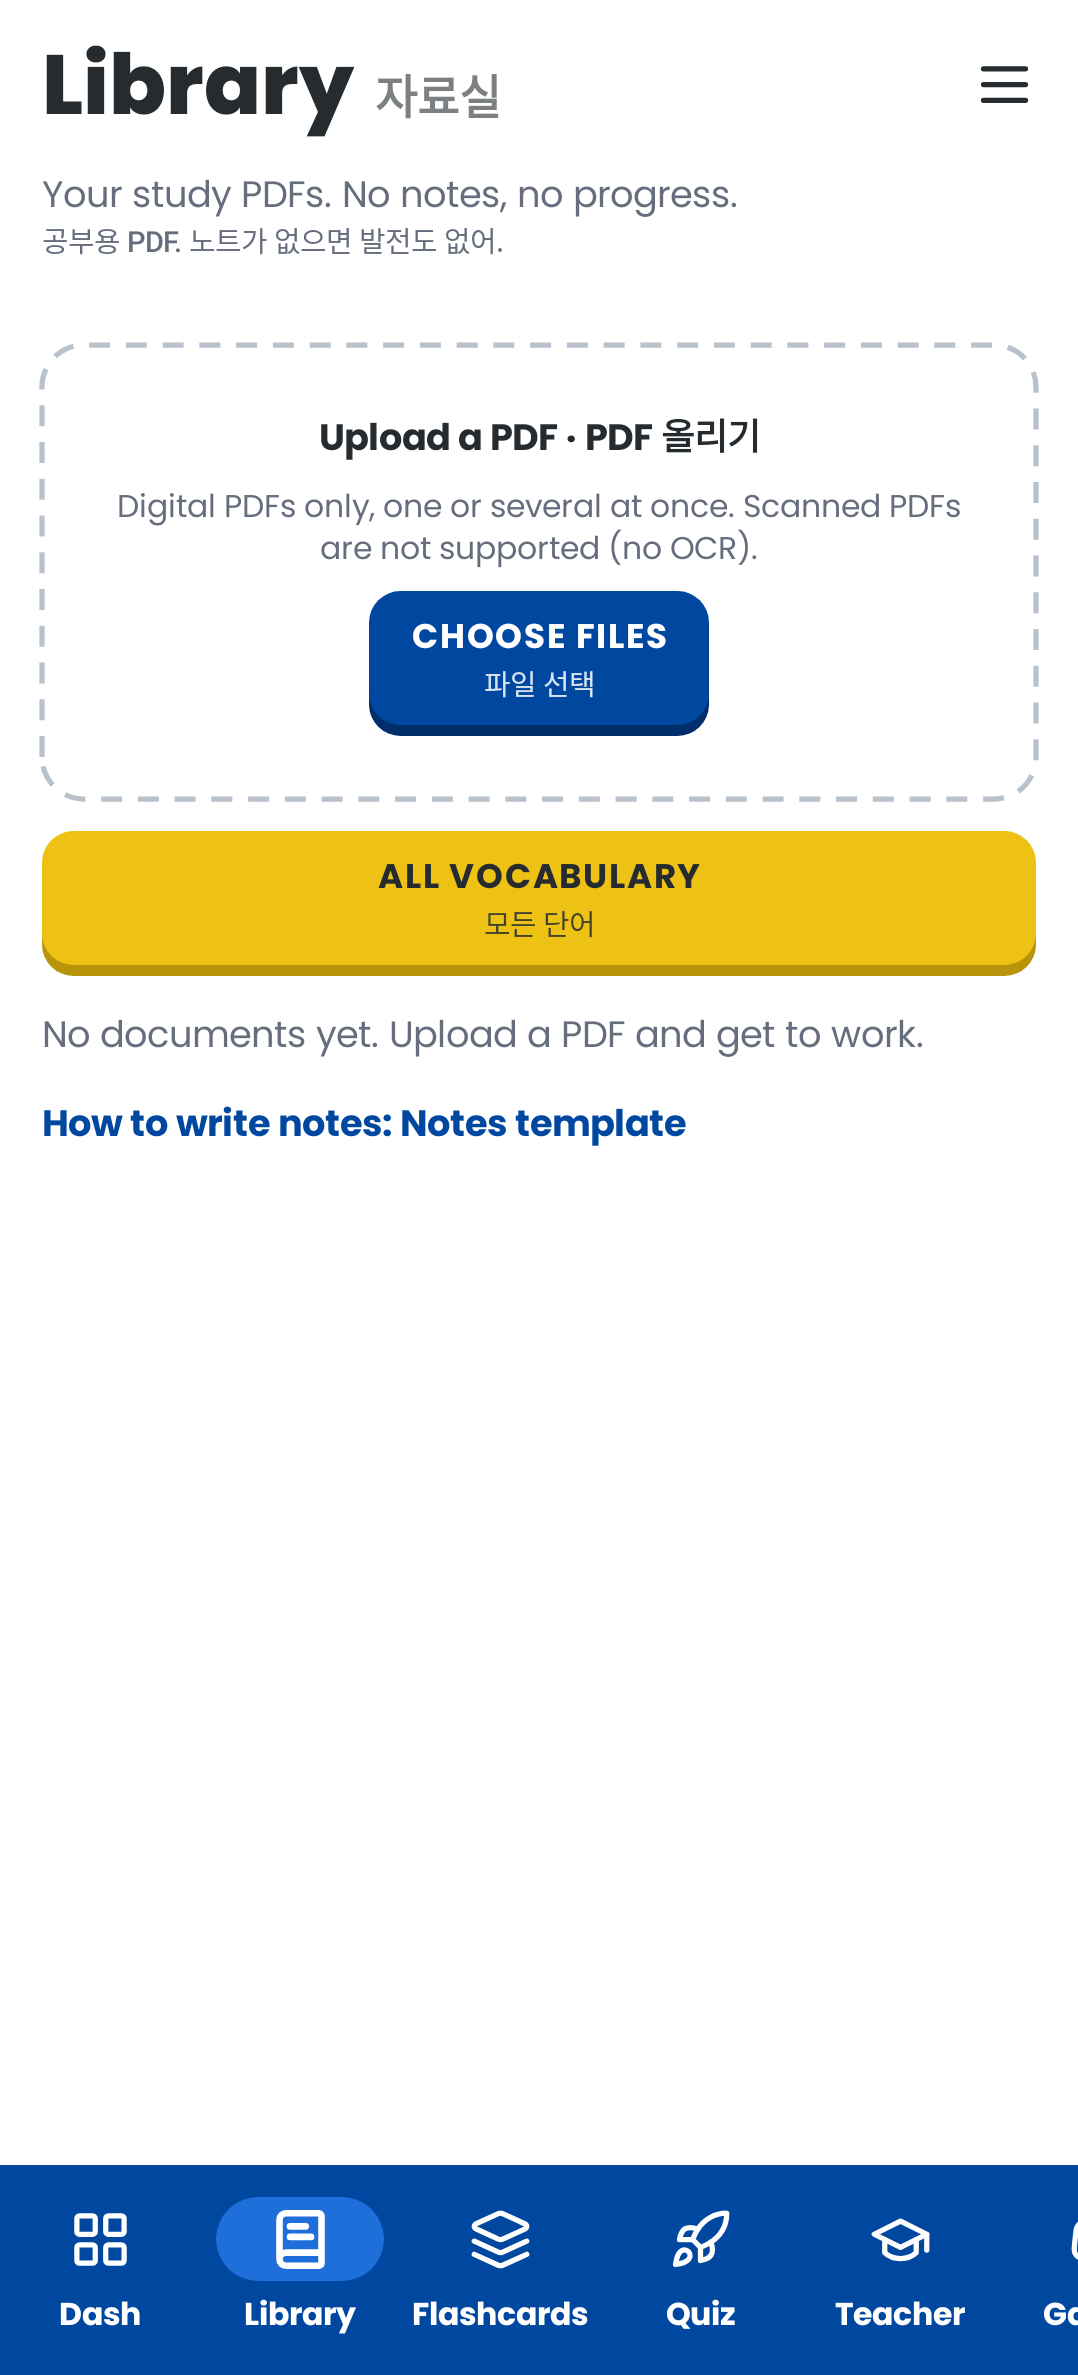 Library 자료실
Your study PDFs. No notes, no progress.
공부용 PDF. 노트가 없으면 발전도 없어.
Upload a PDF · PDF 올리기
Digital PDFs only, one or several at once. Scanned PDFs
are not supported (no OCR).
CHOOSE FILES
파일 선택
ALL VOCABULARY
모든 단어
No documents yet. Upload a PDF and get to work.
How to write notes: Notes template
Dash Library Flashcards Quiz Teacher